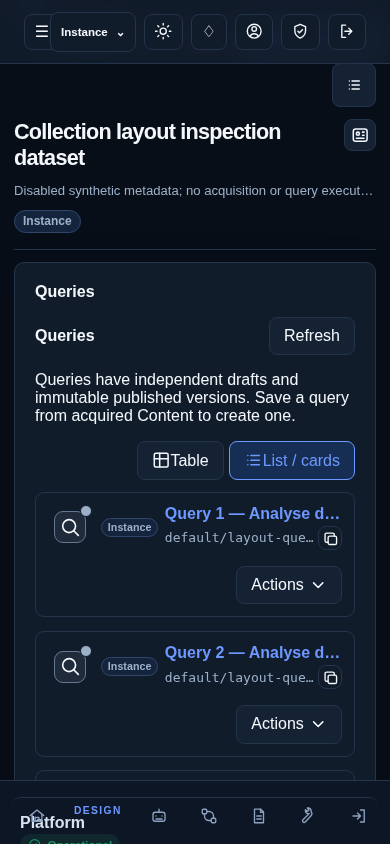 Instance
Collection layout inspection
dataset
Disabled synthetic metadata; no acquisition or query execut…
Instance
Queries
Queries
Refresh
Queries have independent drafts and
immutable published versions. Save a query
from acquired Content to create one.
Table
List / cards
Query 1 — Analyse d…
Instance
default/layout-que…
Actions
Query 2 — Analyse d…
Instance
default/layout-que…
Actions
DESIGN
Platform
Operational